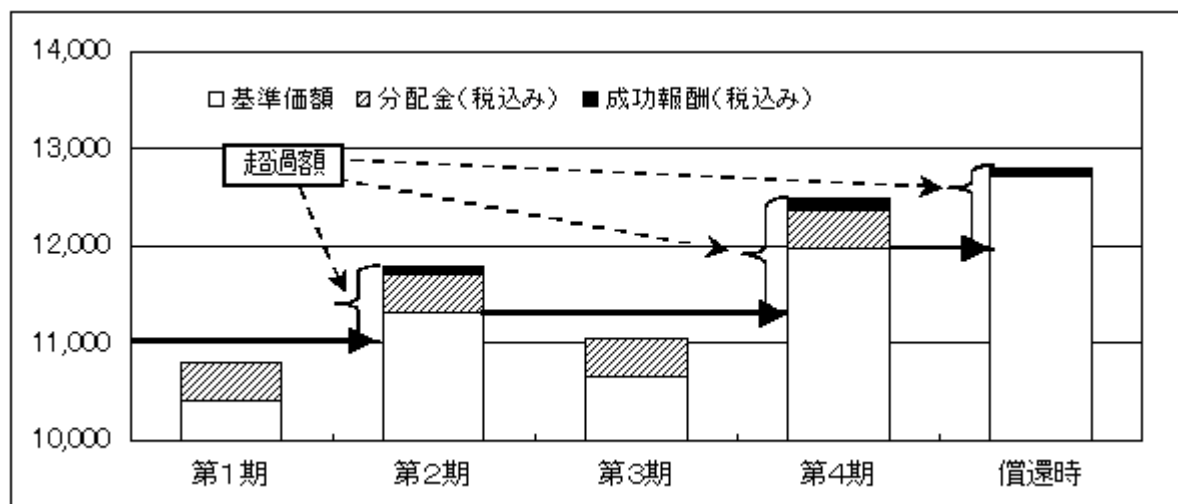 14,000
□基準価額 ▨分配金(税込み) ■成功報酬(税込み)
13,000
超過額
12,000
11,000
10,000
第1期 第2期 第3期 第4期 償還時